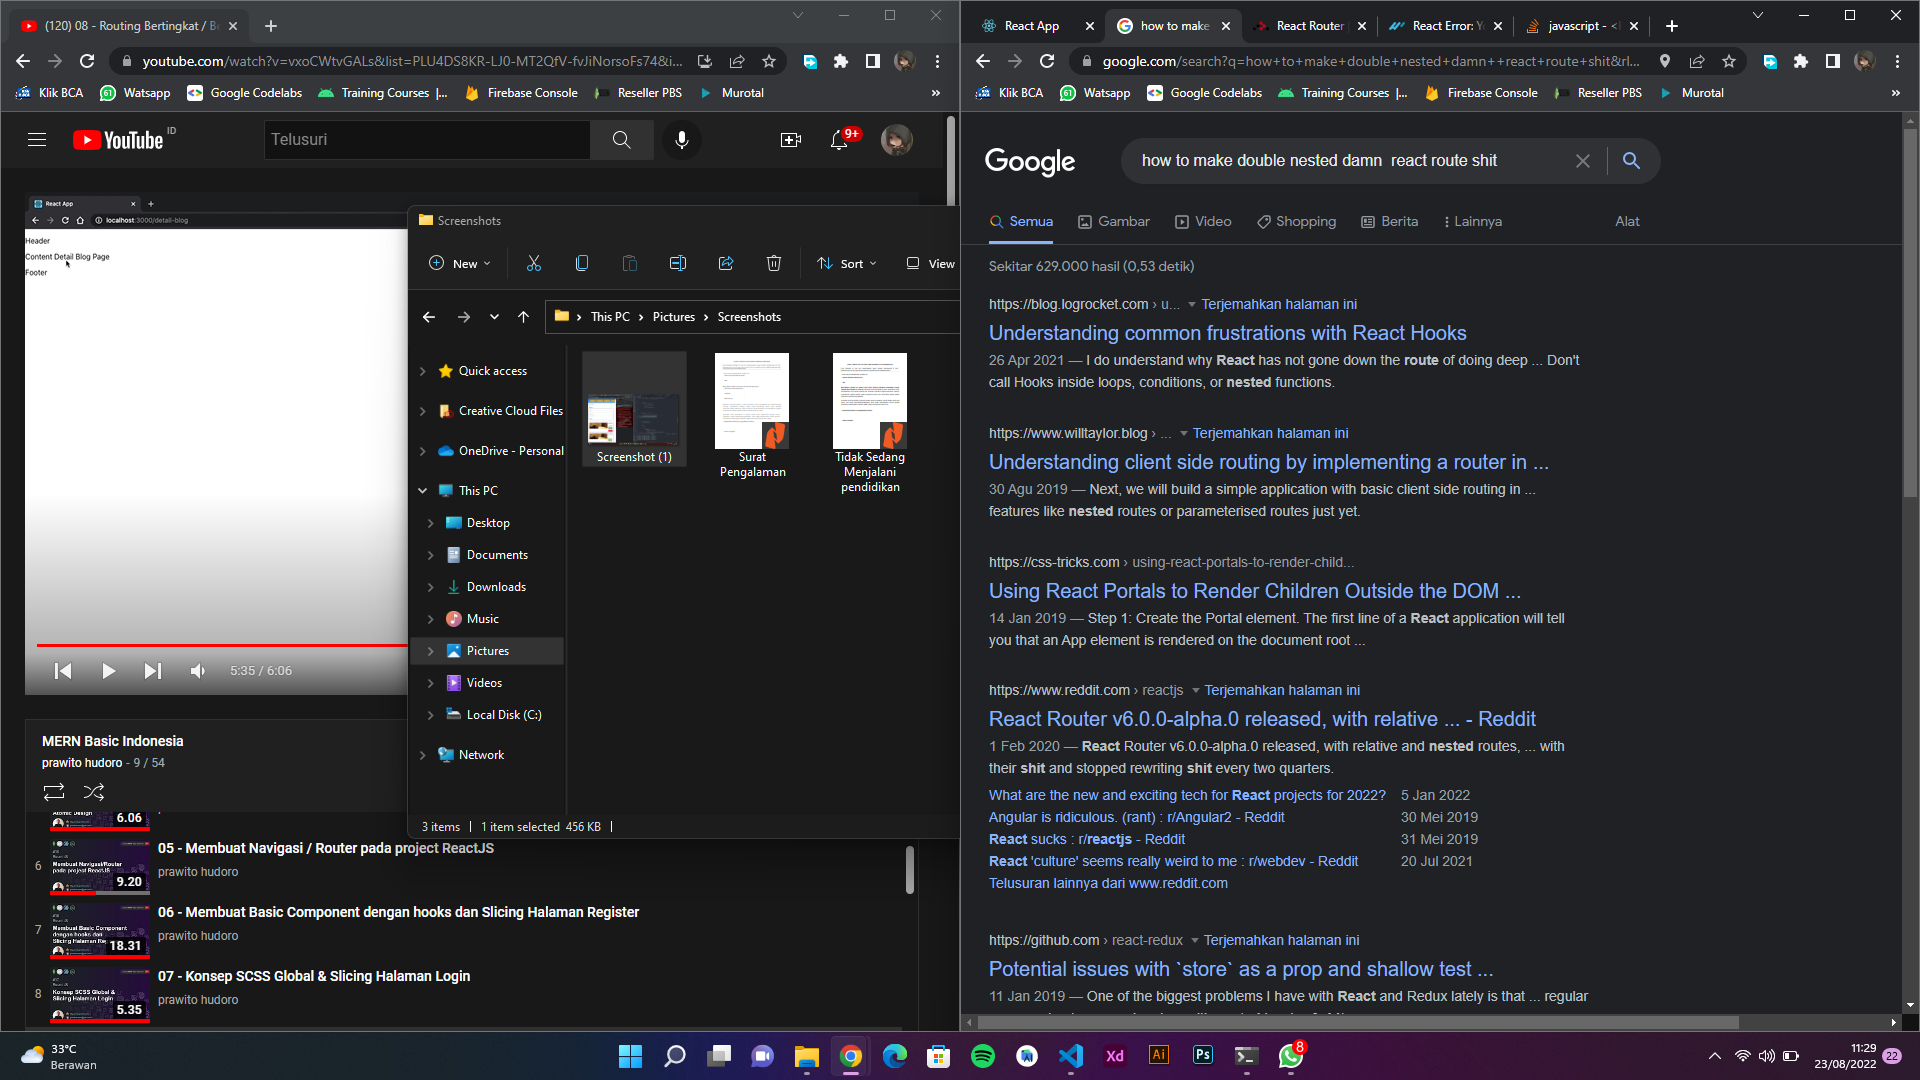 (120) 08 - Routing Bertingkat / B
youtube.com/watch?v=vxoCWtvGALs&list=PLU4DS8KR-LJ0-MT2QfV-fvJiNorsoFs74&i...
Klik BCA
Watsapp
Google Codelabs
Training Courses |...
Firebase Console
Reseller PBS
Murotal
»
YouTube ID
Telusuri
9+
React App
localhost:3000/detail-blog
Header
Content Detail Blog Page
Footer
5:35 / 6:06
MERN Basic Indonesia
prawito hudoro - 9 / 54
6.06
6
05 - Membuat Navigasi / Router pada project ReactJS
prawito hudoro
Membuat Navigasi/Router
pada project ReactJS
9.20
7
06 - Membuat Basic Component dengan hooks dan Slicing Halaman Register
prawito hudoro
Membuat Basic Component
dengan hooks dan
18.31
8
07 - Konsep SCSS Global & Slicing Halaman Login
prawito hudoro
Konsep SCSS Global &
Slicing Halaman Login
5.35
Screenshots
New
Sort
View
This PC
Pictures
Screenshots
Quick access
Creative Cloud Files
OneDrive - Personal
This PC
Desktop
Documents
Downloads
Music
Pictures
Videos
Local Disk (C:)
Network
Screenshot (1)
Surat
Pengalaman
Tidak Sedang
Menjalani
pendidikan
3 items
1 item selected 456 KB
React App
how to make
React Router
React Error: Y
javascript - <
google.com/search?q=how+to+make+double+nested+damn++react+route+shit&rl...
Klik BCA
Watsapp
Google Codelabs
Training Courses |...
Firebase Console
Reseller PBS
Murotal
»
Google
how to make double nested damn  react route shit
Semua
Gambar
Video
Shopping
Berita
Lainnya
Alat
Sekitar 629.000 hasil (0,53 detik)
https://blog.logrocket.com › u... Terjemahkan halaman ini
Understanding common frustrations with React Hooks
26 Apr 2021 — I do understand why React has not gone down the route of doing deep ... Don't
call Hooks inside loops, conditions, or nested functions.
https://www.willtaylor.blog › ... Terjemahkan halaman ini
Understanding client side routing by implementing a router in ...
30 Agu 2019 — Next, we will build a simple application with basic client side routing in ...
features like nested routes or parameterised routes just yet.
https://css-tricks.com › using-react-portals-to-render-child...
Using React Portals to Render Children Outside the DOM ...
14 Jan 2019 — Step 1: Create the Portal element. The first line of a React application will tell
you that an App element is rendered on the document root ...
https://www.reddit.com › reactjs Terjemahkan halaman ini
React Router v6.0.0-alpha.0 released, with relative ... - Reddit
1 Feb 2020 — React Router v6.0.0-alpha.0 released, with relative and nested routes, ... with
their shit and stopped rewriting shit every two quarters.
What are the new and exciting tech for React projects for 2022? 5 Jan 2022
Angular is ridiculous. (rant) : r/Angular2 - Reddit 30 Mei 2019
React sucks : r/reactjs - Reddit 31 Mei 2019
React 'culture' seems really weird to me : r/webdev - Reddit 20 Jul 2021
Telusuran lainnya dari www.reddit.com
https://github.com › react-redux Terjemahkan halaman ini
Potential issues with `store` as a prop and shallow test ...
11 Jan 2019 — One of the biggest problems I have with React and Redux lately is that ... regular
33°C
Berawan
Xd
Ai
Ps
8
11:29
23/08/2022
22